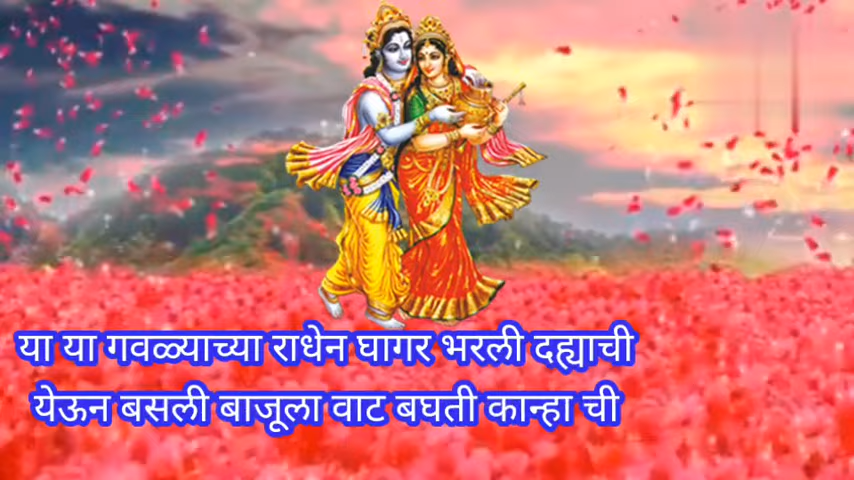 या या गवळ्याच्या राधेन घागर भरली दह्याची
येऊन बसली बाजूला वाट बघती कान्हा ची